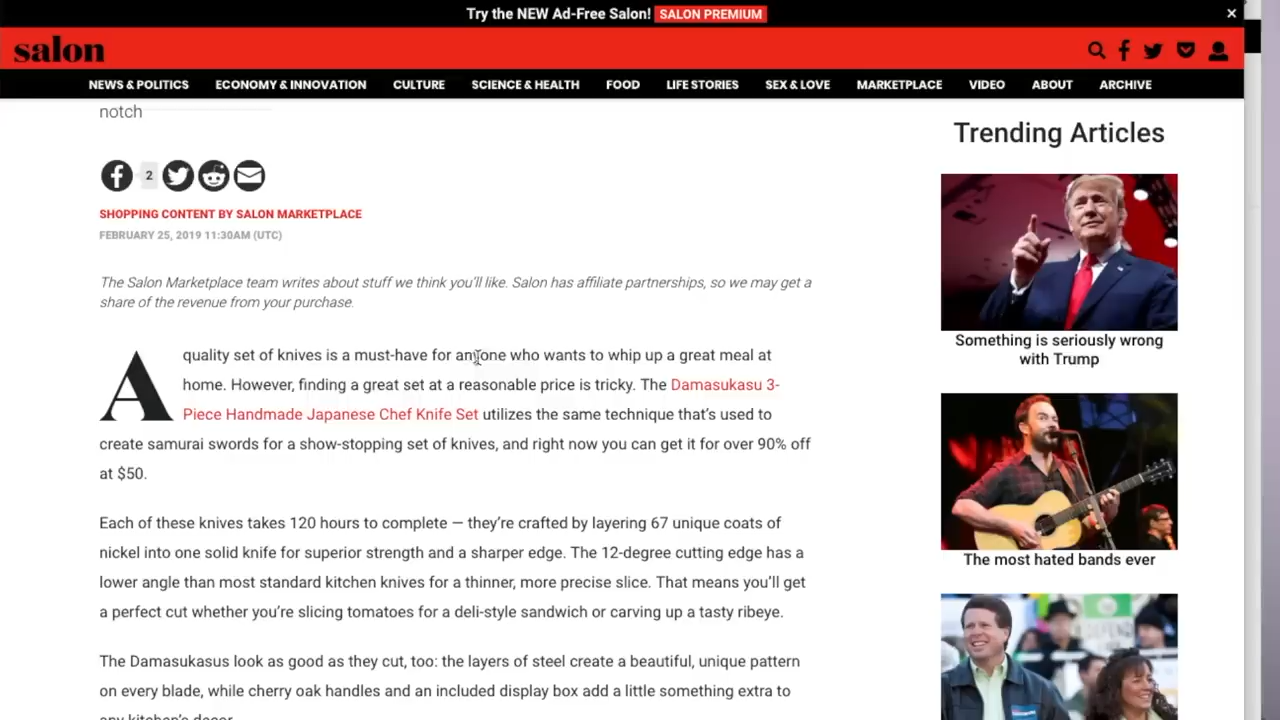 Try the NEW Ad-Free Salon! SALON PREMIUM ×
salon
NEWS & POLITICS ECONOMY & INNOVATION CULTURE SCIENCE & HEALTH FOOD LIFE STORIES SEX & LOVE MARKETPLACE VIDEO ABOUT ARCHIVE
notch
2
SHOPPING CONTENT BY SALON MARKETPLACE
FEBRUARY 25, 2019 11:30AM (UTC)
The Salon Marketplace team writes about stuff we think you'll like. Salon has affiliate partnerships, so we may get a
share of the revenue from your purchase.
A quality set of knives is a must-have for anyone who wants to whip up a great meal at
home. However, finding a great set at a reasonable price is tricky. The Damasukasu 3-
Piece Handmade Japanese Chef Knife Set utilizes the same technique that's used to
create samurai swords for a show-stopping set of knives, and right now you can get it for over 90% off
at $50.
Each of these knives takes 120 hours to complete — they're crafted by layering 67 unique coats of
nickel into one solid knife for superior strength and a sharper edge. The 12-degree cutting edge has a
lower angle than most standard kitchen knives for a thinner, more precise slice. That means you'll get
a perfect cut whether you're slicing tomatoes for a deli-style sandwich or carving up a tasty ribeye.
The Damasukasus look as good as they cut, too: the layers of steel create a beautiful, unique pattern
on every blade, while cherry oak handles and an included display box add a little something extra to
any kitchen's decor.
Trending Articles
Something is seriously wrong
with Trump
The most hated bands ever